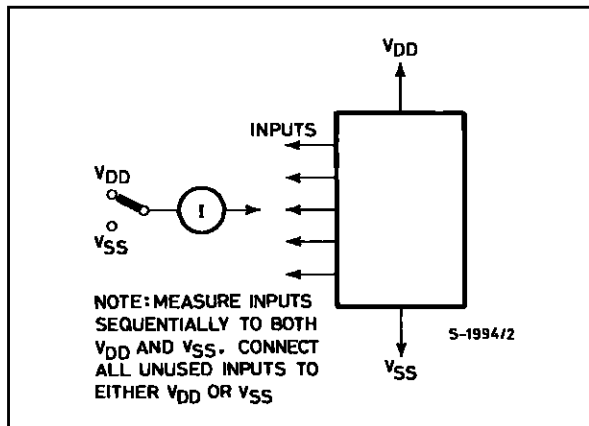 VDD
INPUTS
VDD
I
VSS
NOTE: MEASURE INPUTS
SEQUENTIALLY TO BOTH
VDD AND VSS. CONNECT
ALL UNUSED INPUTS TO
EITHER VDD OR VSS
S-1994/2
VSS